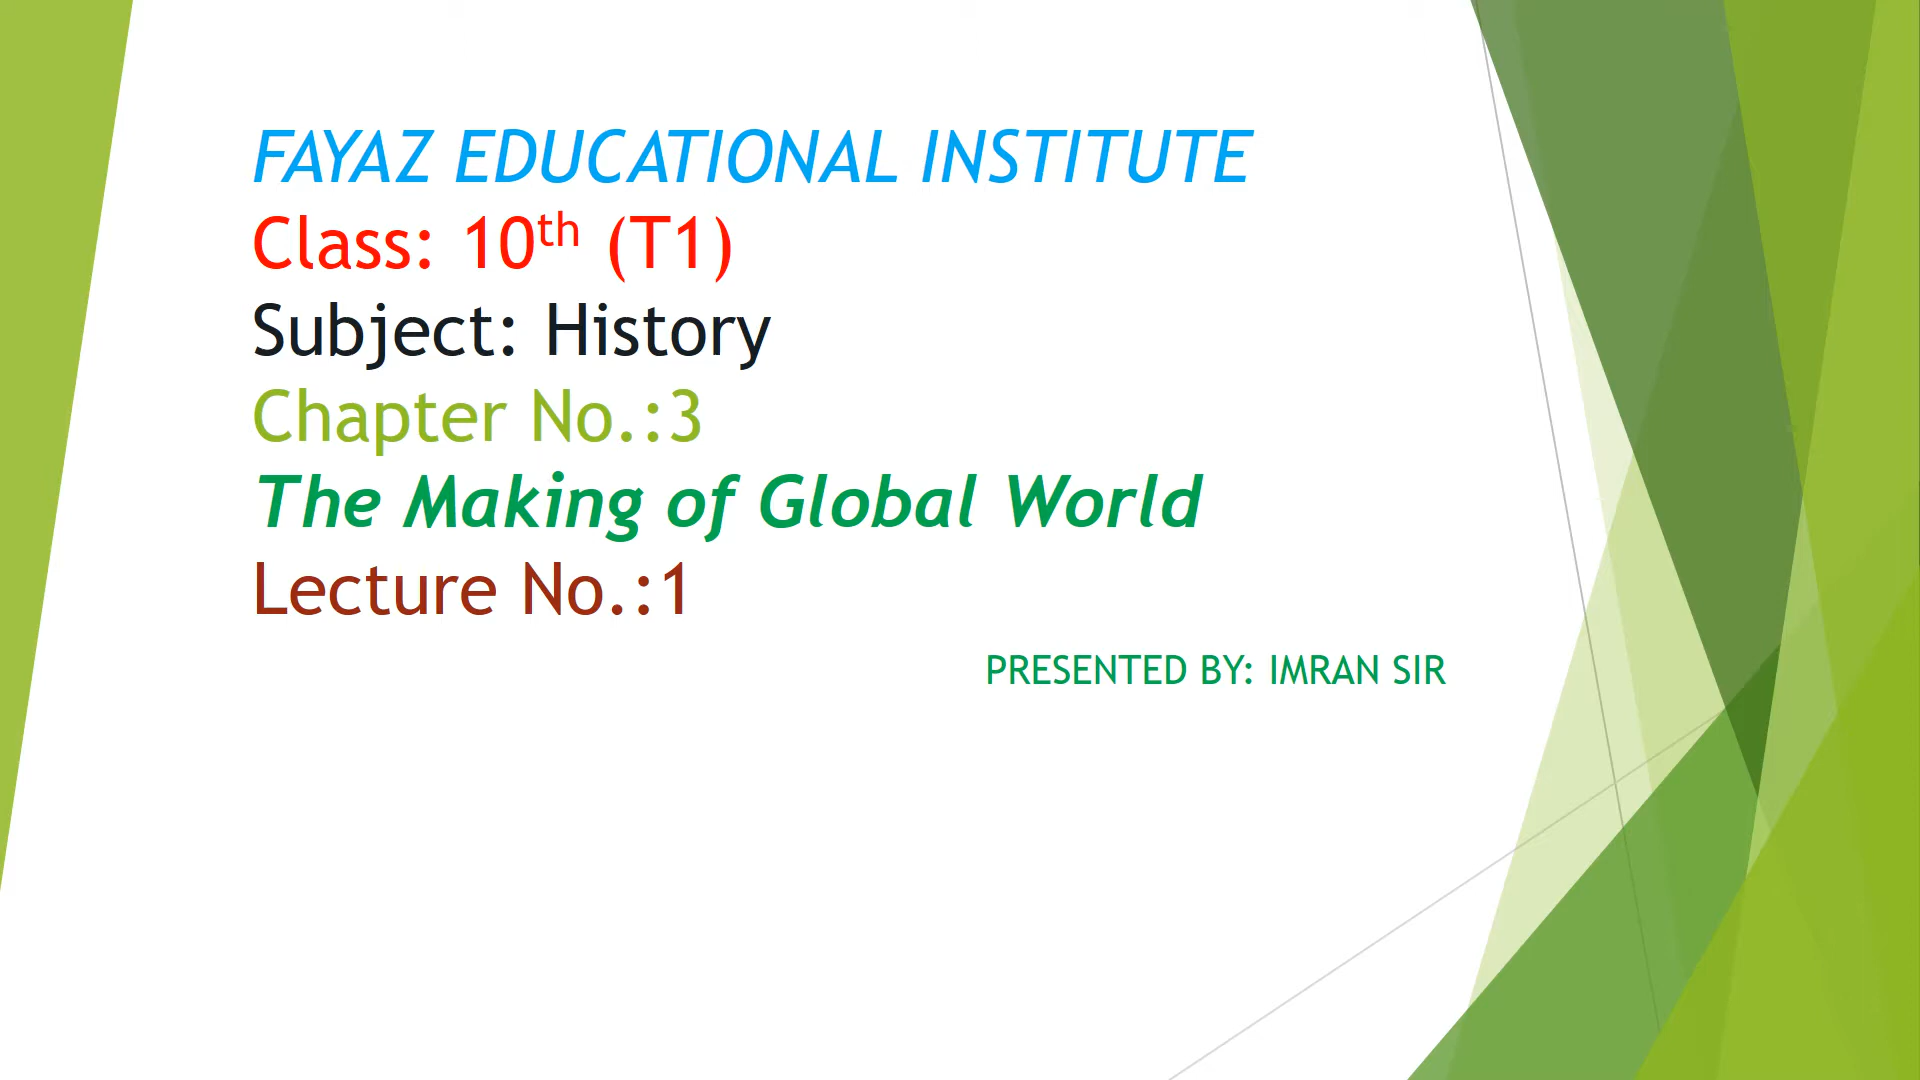 FAYAZ EDUCATIONAL INSTITUTE
Class: 10th (T1)
Subject: History
Chapter No.:3
The Making of Global World
Lecture No.:1
PRESENTED BY: IMRAN SIR